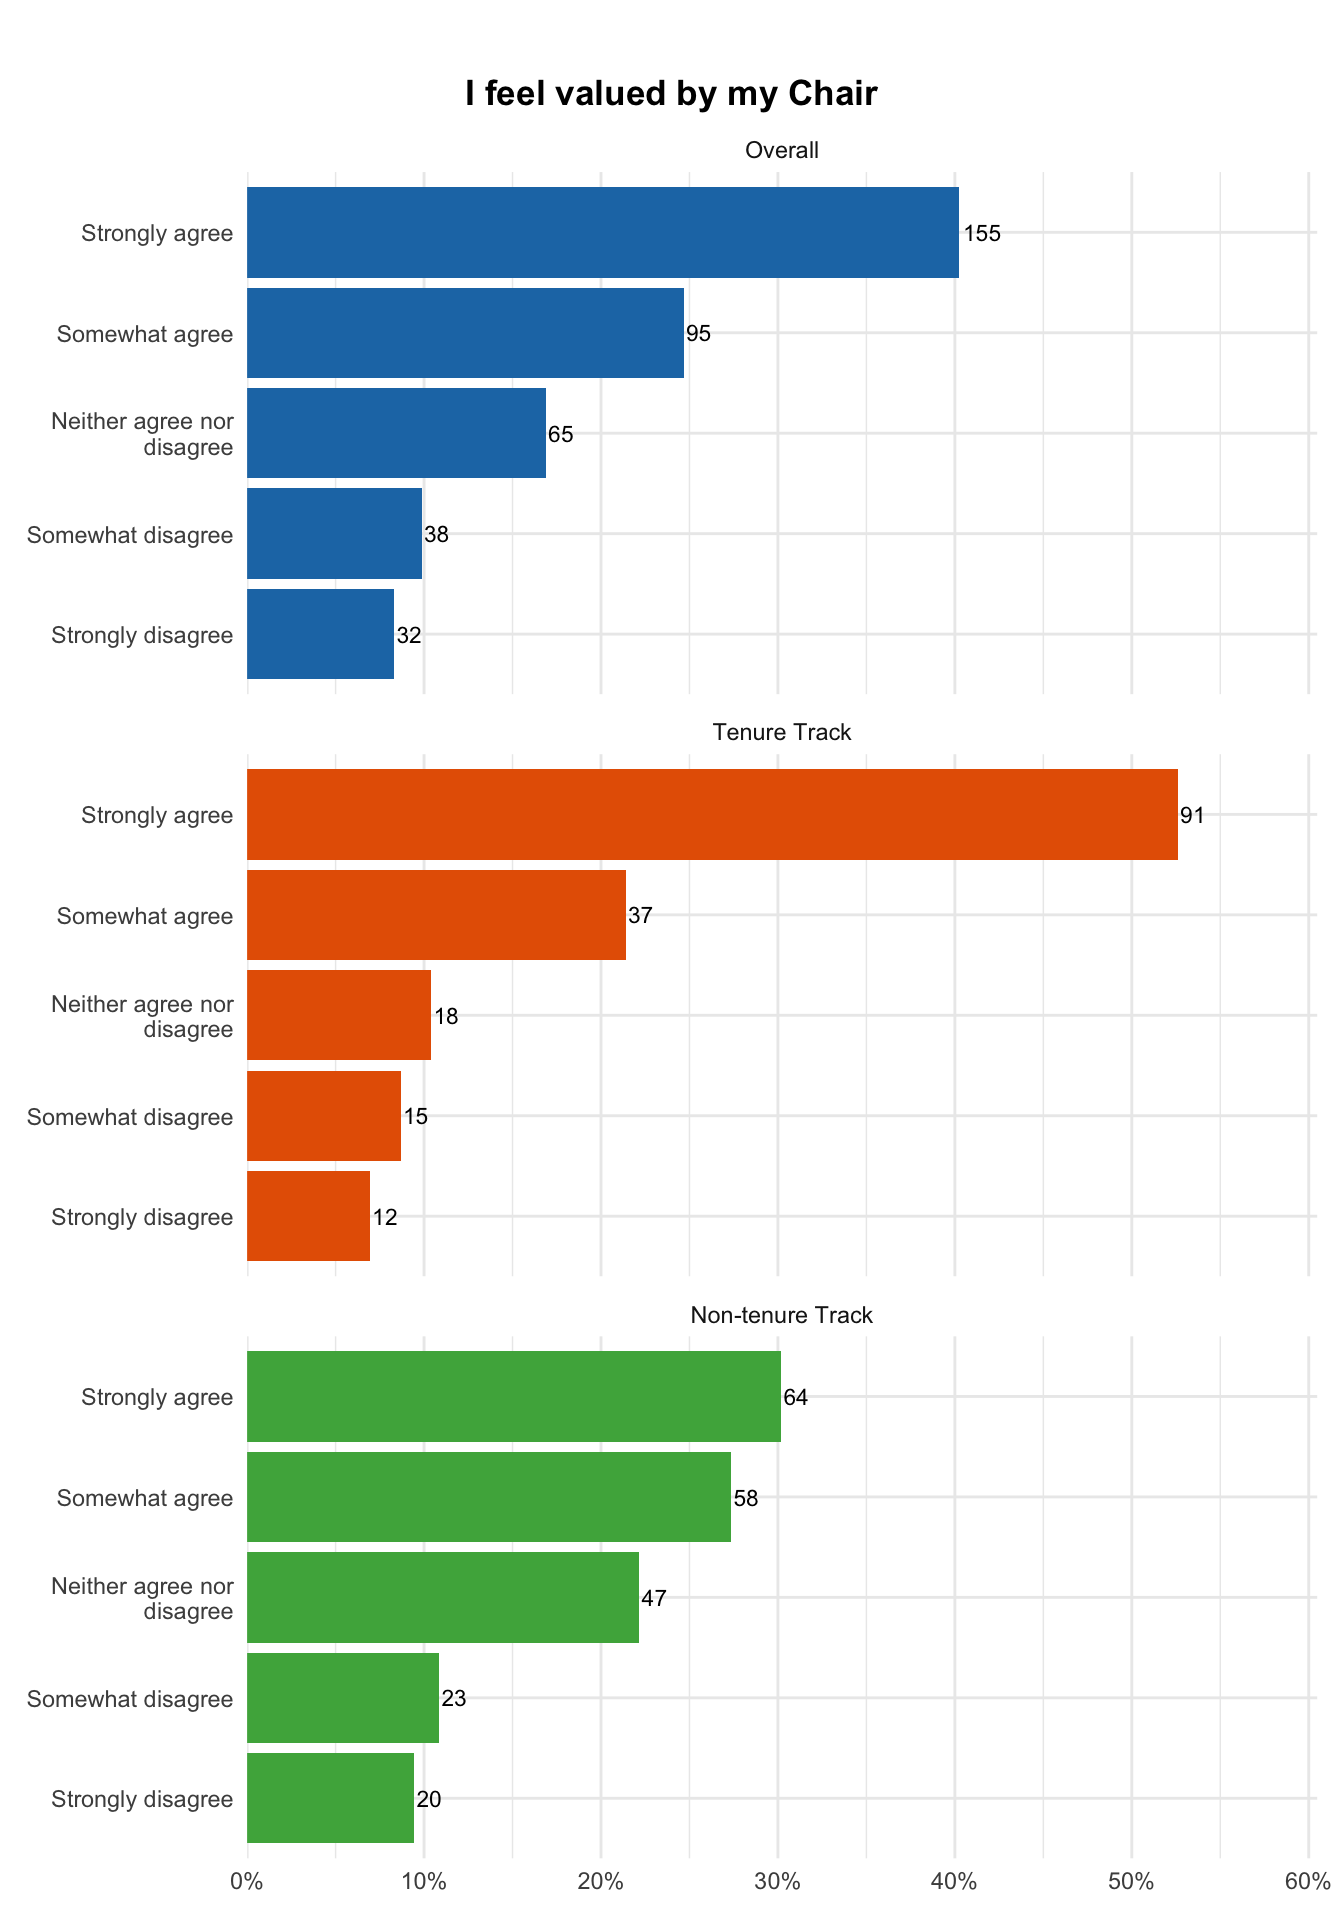 I feel valued by my Chair
Overall
Strongly agree
155
Somewhat agree
95
Neither agree nor
disagree
65
Somewhat disagree
38
Strongly disagree
32
Tenure Track
Strongly agree
91
Somewhat agree
37
Neither agree nor
disagree
18
Somewhat disagree
15
Strongly disagree
12
Non-tenure Track
Strongly agree
64
Somewhat agree
58
Neither agree nor
disagree
47
Somewhat disagree
23
Strongly disagree
20
0% 10% 20% 30% 40% 50% 60%